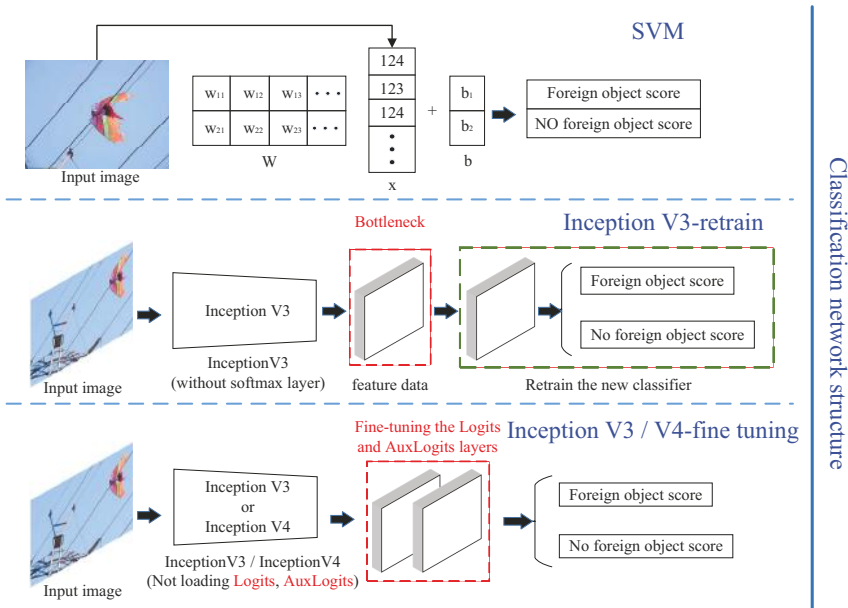 SVM
Input image
W11 W12 W13 • • •
W21 W22 W23 • • •
W
124
123
124
•
•
•
x
+
b1
b2
b
Foreign object score
NO foreign object score
Inception V3-retrain
Bottleneck
Input image
Inception V3
InceptionV3
(without softmax layer)
feature data
Foreign object score
No foreign object score
Retrain the new classifier
Inception V3 / V4-fine tuning
Fine-tuning the Logits
and AuxLogits layers
Input image
Inception V3
or
Inception V4
InceptionV3 / InceptionV4
(Not loading Logits, AuxLogits)
Foreign object score
No foreign object score
Classification network structure